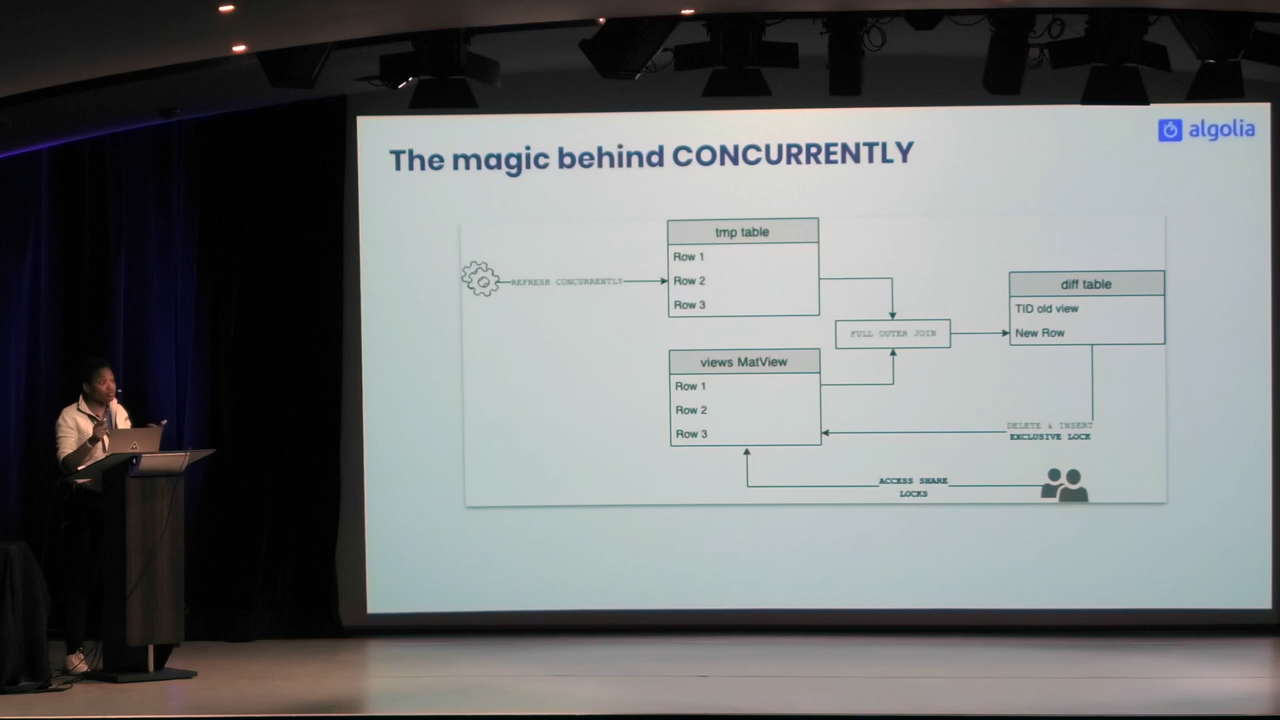 algolia
The magic behind CONCURRENTLY
tmp table
Row 1
Row 2
Row 3
REFRESH CONCURRENTLY
FULL OUTER JOIN
diff table
TID old view
New Row
views MatView
Row 1
Row 2
Row 3
DELETE & INSERT
EXCLUSIVE LOCK
ACCESS SHARE
LOCKS